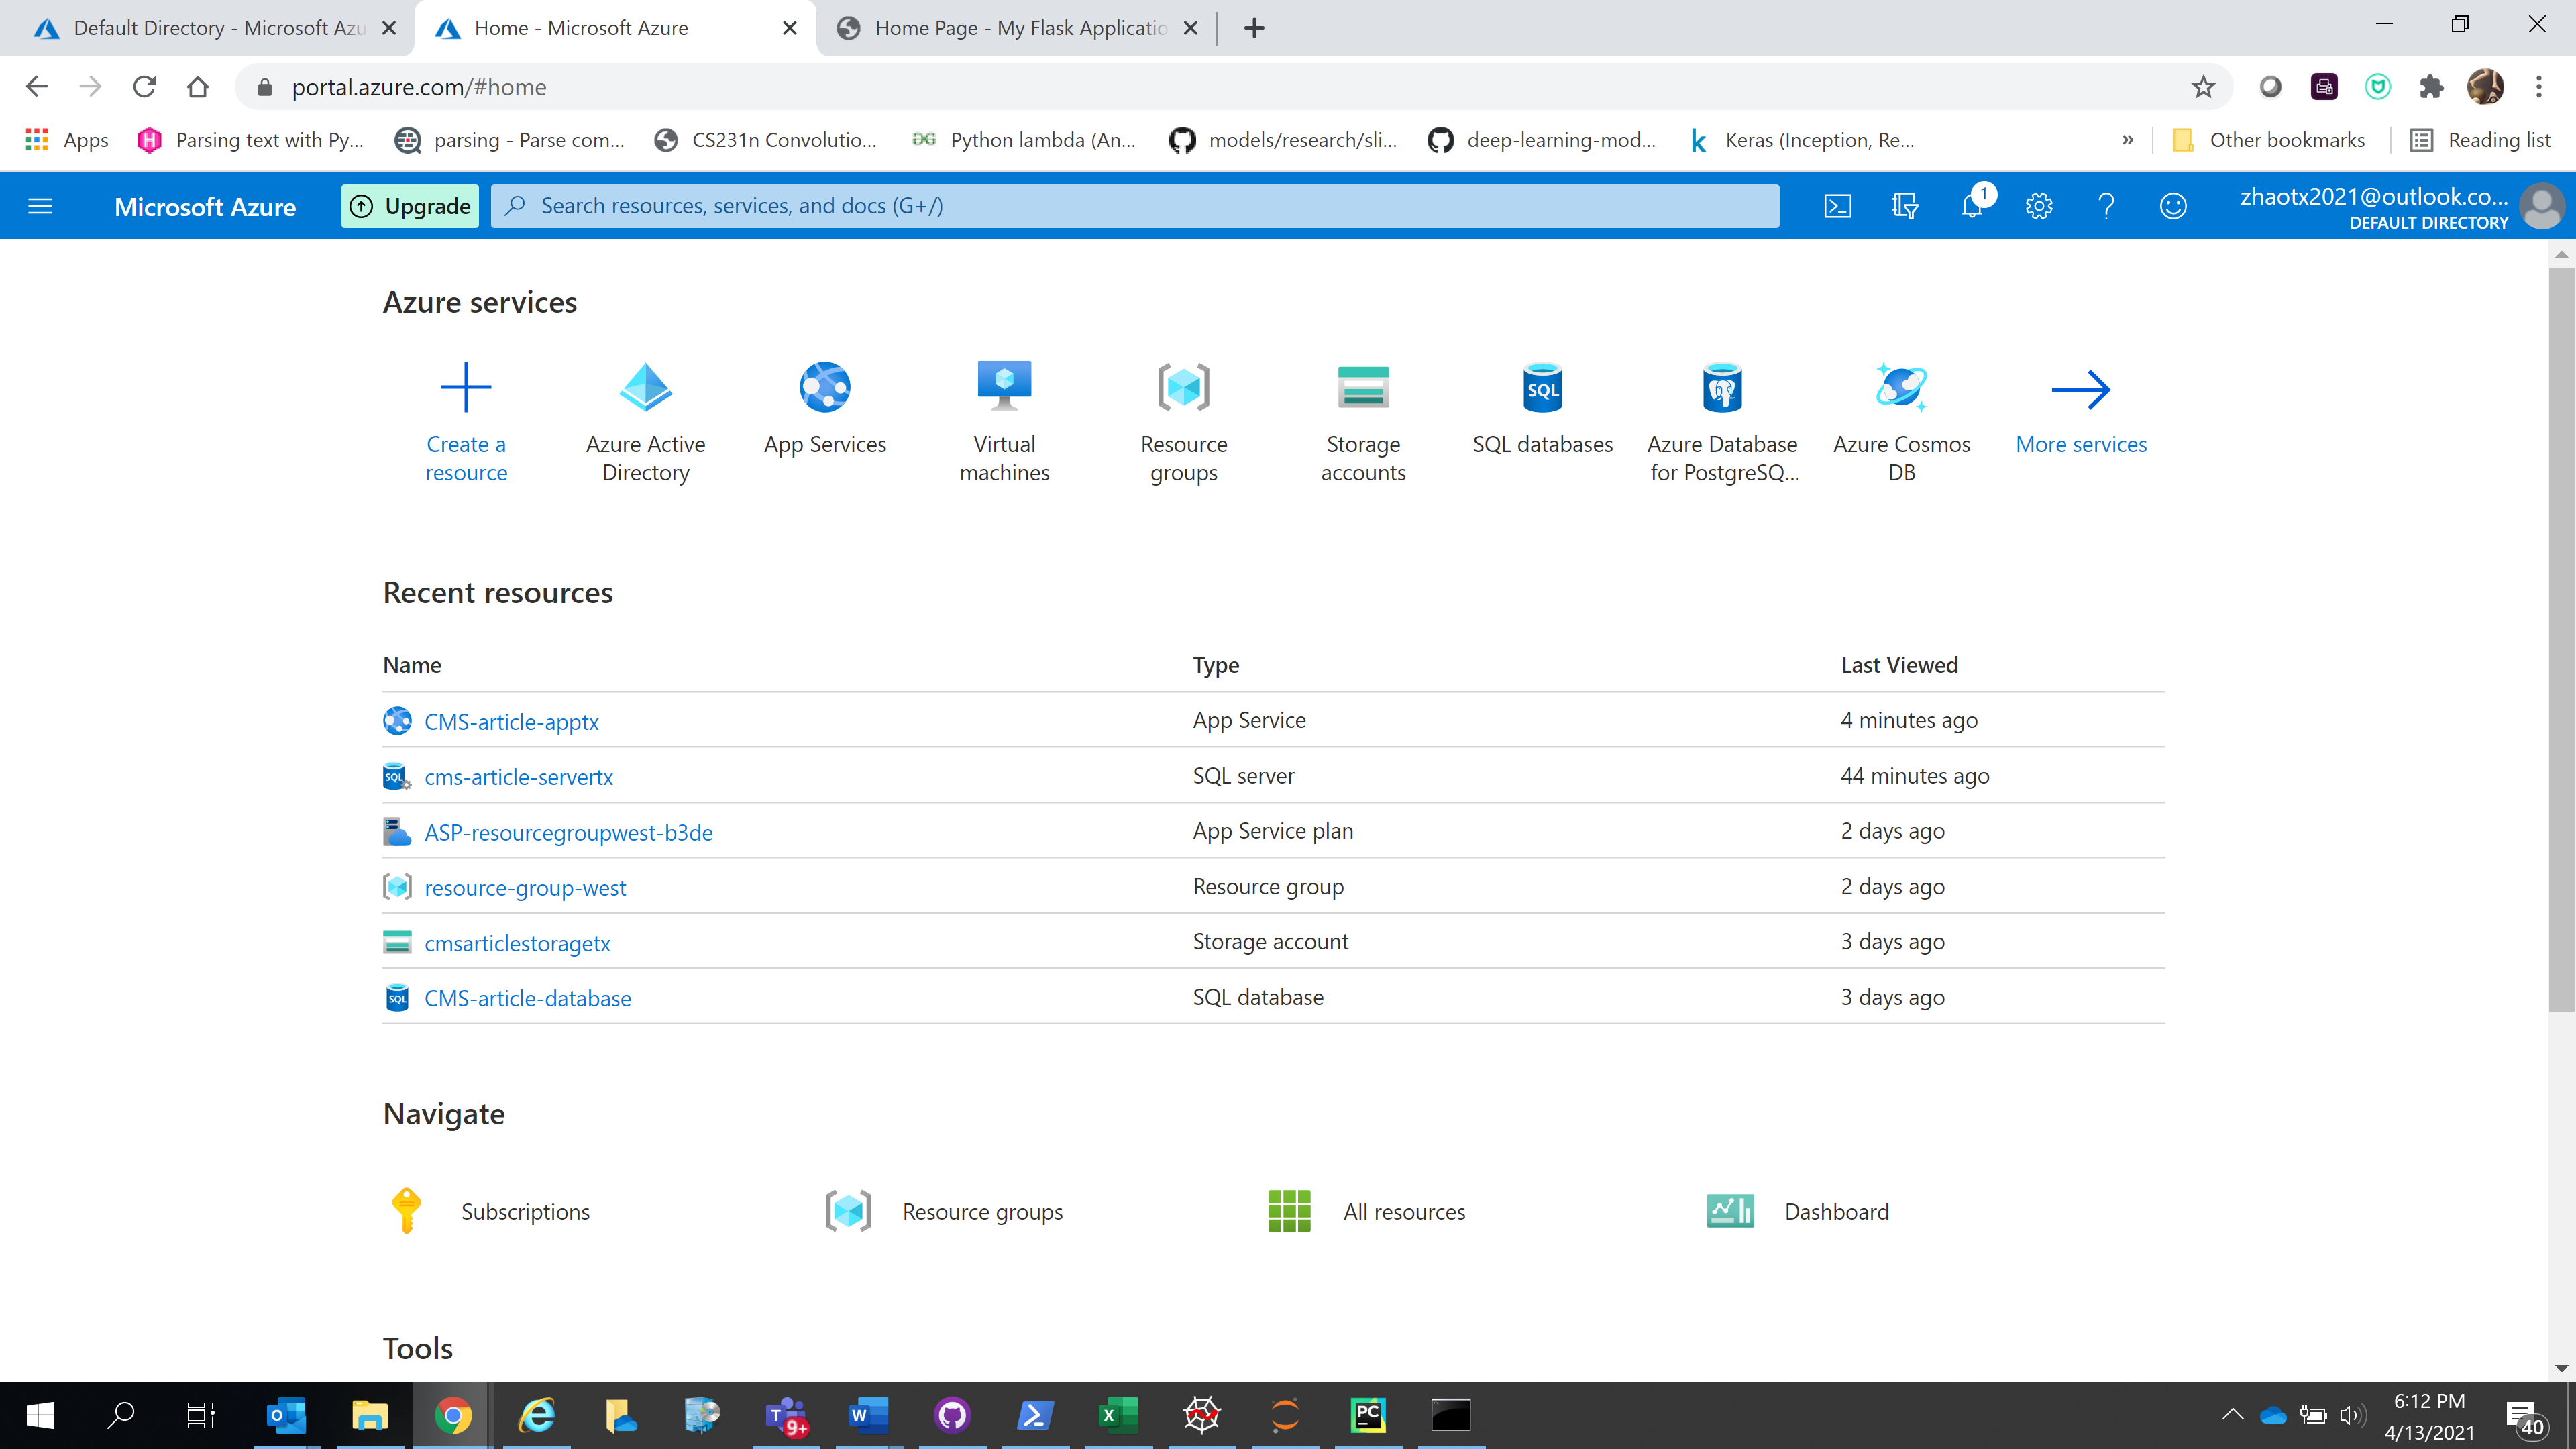 Default Directory - Microsoft Azu
Home - Microsoft Azure
Home Page - My Flask Applicatio
portal.azure.com/#home
Apps
Parsing text with Py...
parsing - Parse com...
CS231n Convolutio...
Python lambda (An...
models/research/sli...
deep-learning-mod...
Keras (Inception, Re...
»
Other bookmarks
Reading list
Microsoft Azure
Upgrade
Search resources, services, and docs (G+/)
1
zhaotx2021@outlook.co...
DEFAULT DIRECTORY
Azure services
Create a
resource
Azure Active
Directory
App Services
Virtual
machines
Resource
groups
Storage
accounts
SQL
SQL databases
Azure Database
for PostgreSQ...
Azure Cosmos
DB
More services
Recent resources
Name Type Last Viewed
CMS-article-apptx App Service 4 minutes ago
SQL cms-article-servertx SQL server 44 minutes ago
ASP-resourcegroupwest-b3de App Service plan 2 days ago
resource-group-west Resource group 2 days ago
cmsarticlestoragetx Storage account 3 days ago
SQL CMS-article-database SQL database 3 days ago
Navigate
Subscriptions
Resource groups
All resources
Dashboard
Tools
9+
PC
6:12 PM
4/13/2021
40